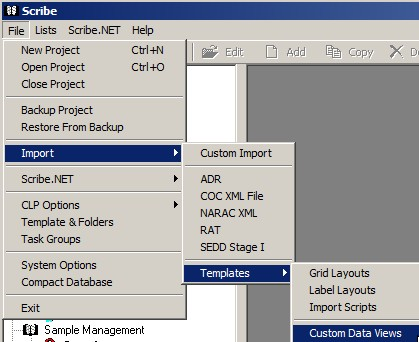 Scribe
File Lists Scribe.NET Help
New Project Ctrl+N
Open Project Ctrl+O
Close Project
Edit Add Copy
Backup Project
Restore From Backup
Import
Custom Import
Scribe.NET
ADR
COC XML File
NARAC XML
RAT
SEDD Stage I
CLP Options
Template & Folders
Task Groups
System Options
Compact Database
Templates
Grid Layouts
Label Layouts
Import Scripts
Custom Data Views
Exit
Sample Management